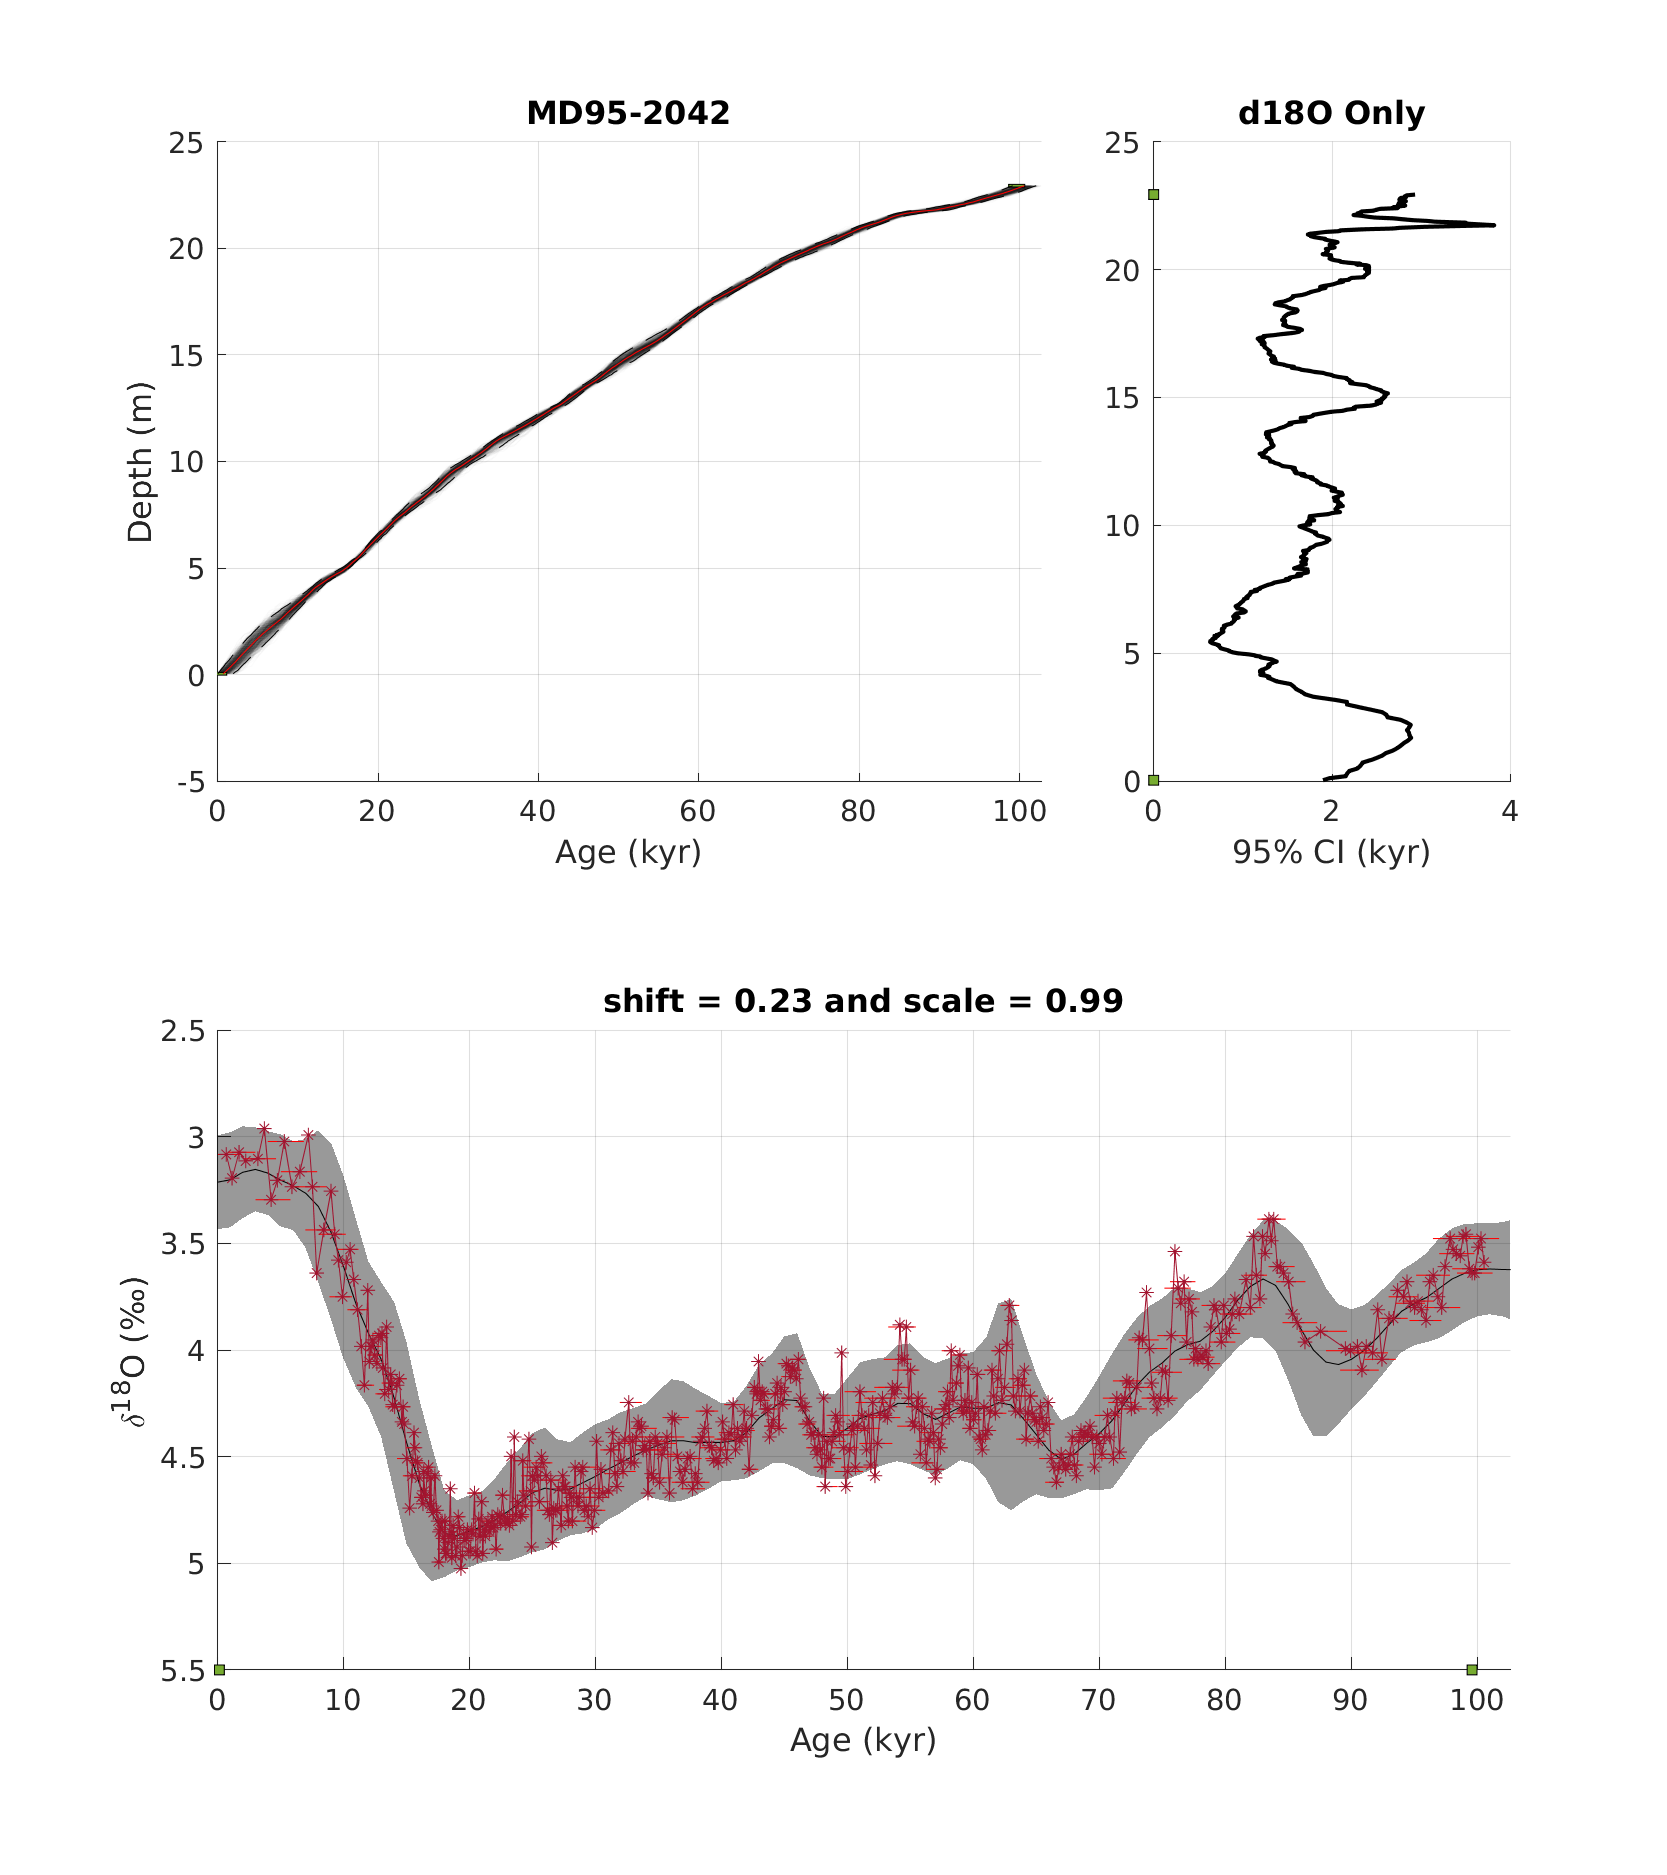 MD95-2042
25
20
15
10
5
0
-5
Depth (m)
0 20 40 60 80 100
Age (kyr)
d18O Only
25
20
15
10
5
0
0 2 4
95% CI (kyr)
shift = 0.23 and scale = 0.99
2.5
3
3.5
4
4.5
5
5.5
δ18O (‰)
0 10 20 30 40 50 60 70 80 90 100
Age (kyr)